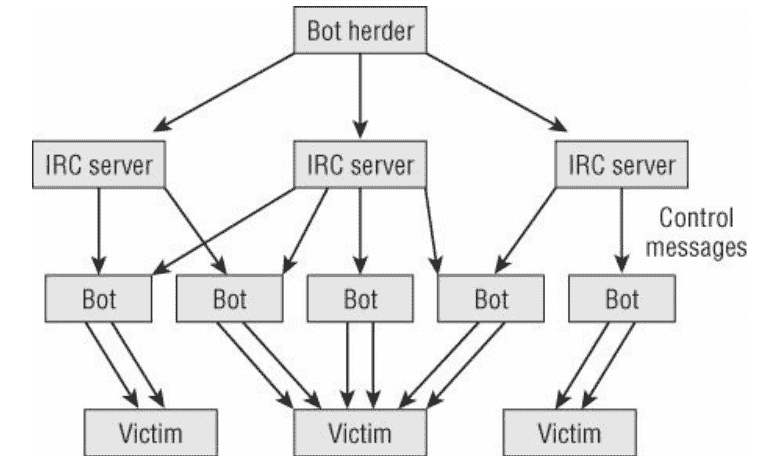 Bot herder
IRC server
IRC server
IRC server
Control
messages
Bot
Bot
Bot
Bot
Bot
Victim
Victim
Victim